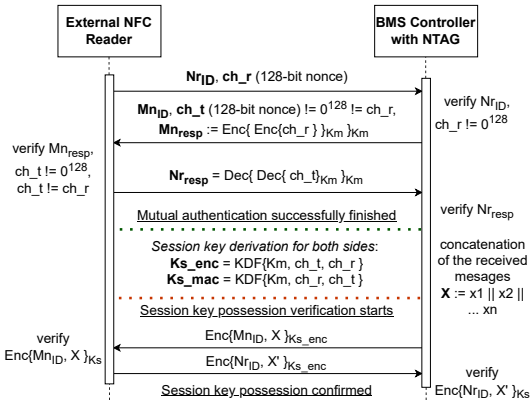 External NFC
Reader
BMS Controller
with NTAG
Nr_ID, ch_r (128-bit nonce)
verify Nr_ID,
ch_r != 0^128
Mn_ID, ch_t (128-bit nonce) != 0^128 != ch_r,
Mn_resp := Enc{ Enc{ch_r } }_Km }_Km
verify Mn_resp,
ch_t != 0^128,
ch_t != ch_r
Nr_resp = Dec{ Dec{ ch_t}_Km }_Km
verify Nr_resp
Mutual authentication successfully finished
Session key derivation for both sides:
Ks_enc = KDF{Km, ch_t, ch_r }
Ks_mac = KDF{Km, ch_r, ch_t }
concatenation
of the received
mesages
X := x1 || x2 ||
... xn
Session key possession verification starts
Enc{Mn_ID, X }_Ks_enc
verify
Enc{Mn_ID, X }_Ks
Enc{Nr_ID, X' }_Ks_enc
verify
Enc{Nr_ID, X' }_Ks
Session key possession confirmed